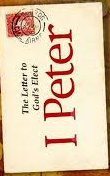 The Letter to
God's Elect
I Peter